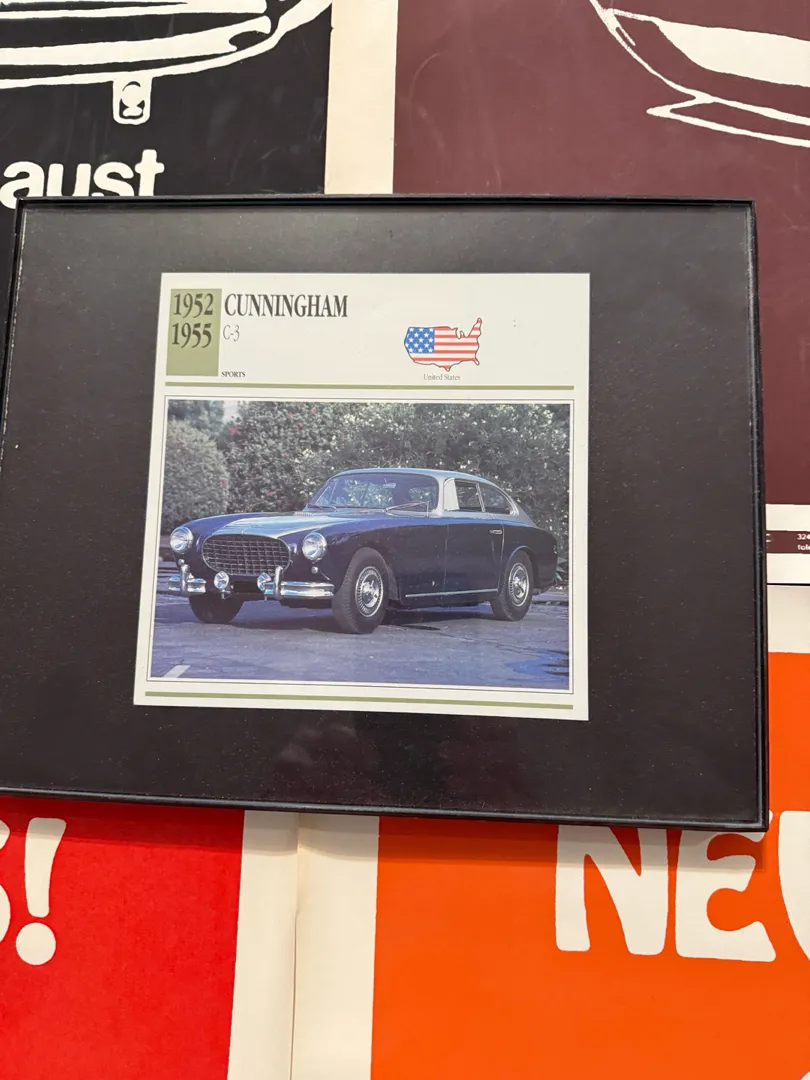 aust
1952 CUNNINGHAM
1955 C-3
SPORTS
United States
!
NE